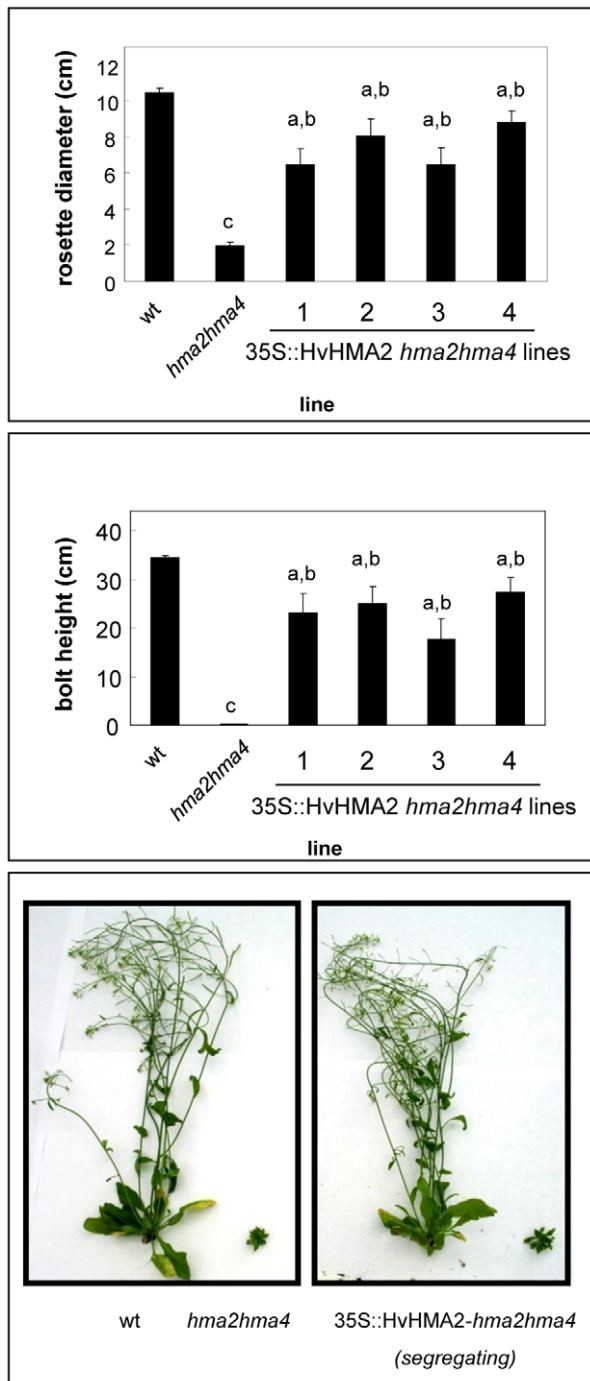 rosette diameter (cm)
12
10
8
6
4
2
0
a,b
a,b
a,b
a,b
c
wt
hma2hma4
1 2 3 4
35S::HvHMA2 hma2hma4 lines
line
bolt height (cm)
40
30
20
10
0
a,b
a,b
a,b
a,b
c
wt
hma2hma4
1 2 3 4
35S::HvHMA2 hma2hma4 lines
line
wt hma2hma4 35S::HvHMA2-hma2hma4
(segregating)